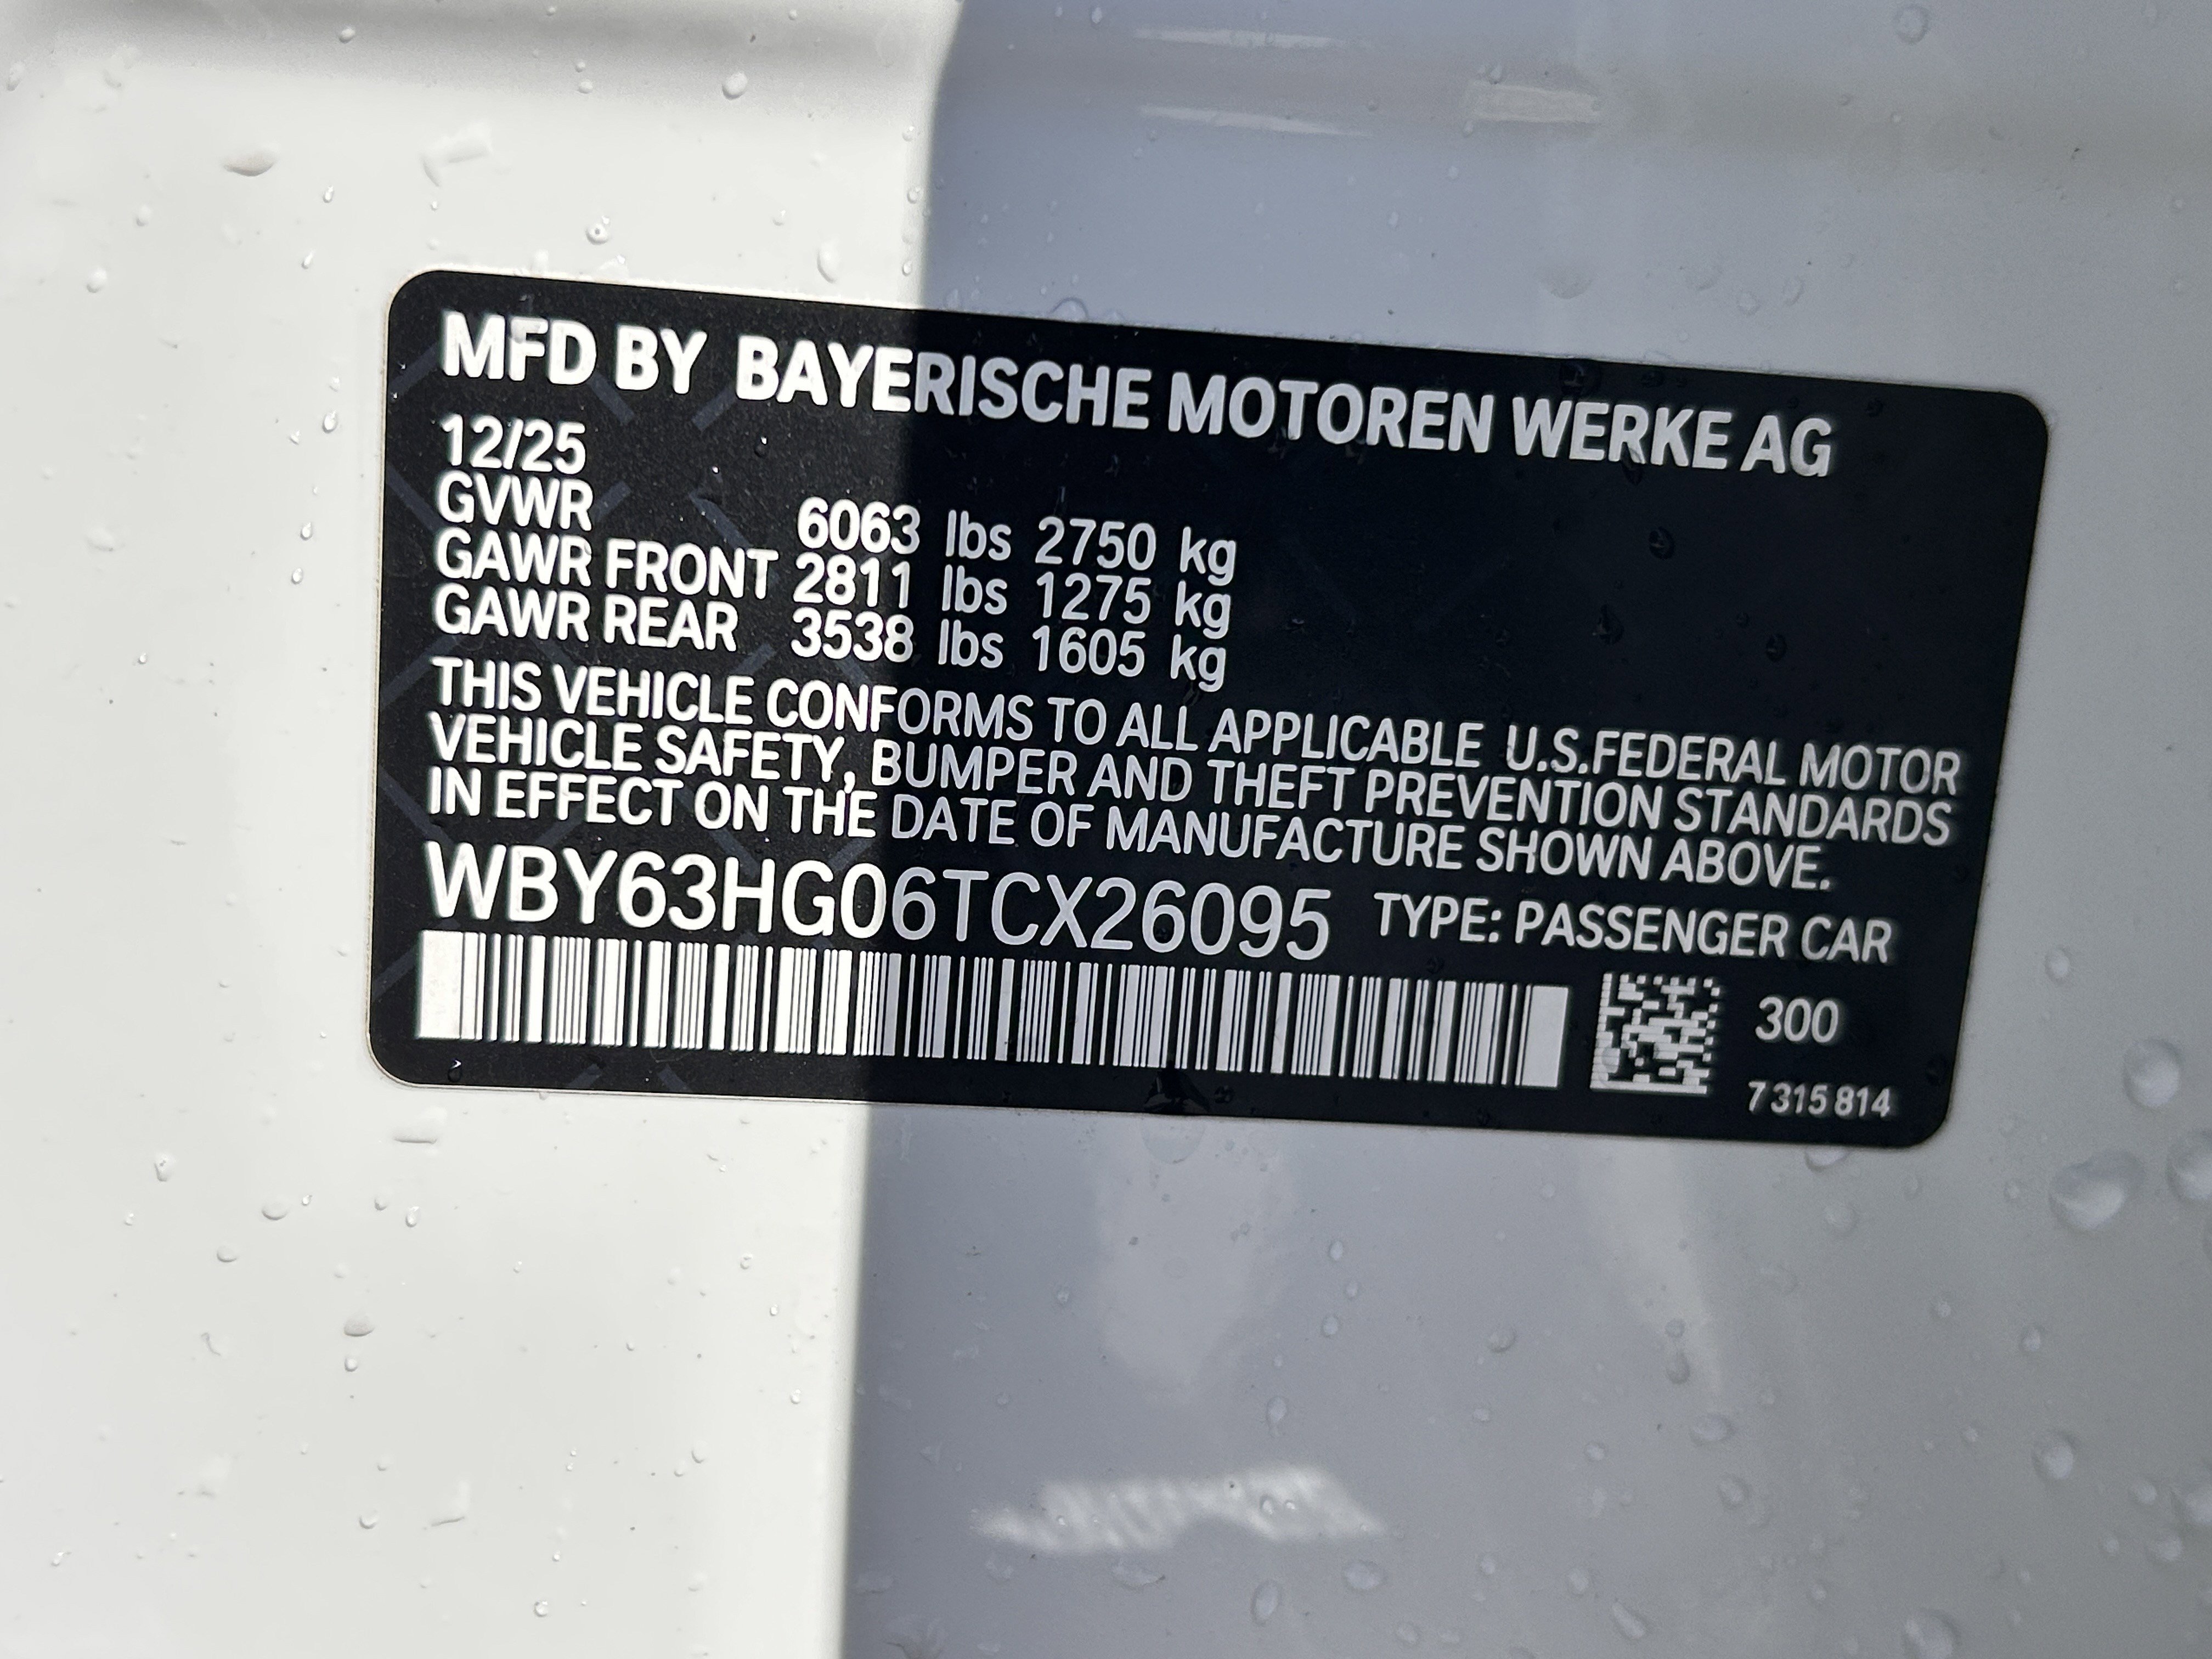 MFD BY BAYERISCHE MOTOREN WERKE AG
12/25
GVWR 6063 lbs 2750 kg
GAWR FRONT 2811 lbs 1275 kg
GAWR REAR 3538 lbs 1605 kg
THIS VEHICLE CONFORMS TO ALL APPLICABLE U.S.FEDERAL MOTOR
VEHICLE SAFETY, BUMPER AND THEFT PREVENTION STANDARDS
IN EFFECT ON THE DATE OF MANUFACTURE SHOWN ABOVE.
WBY63HG06TCX26095 TYPE: PASSENGER CAR
300
7 315 814